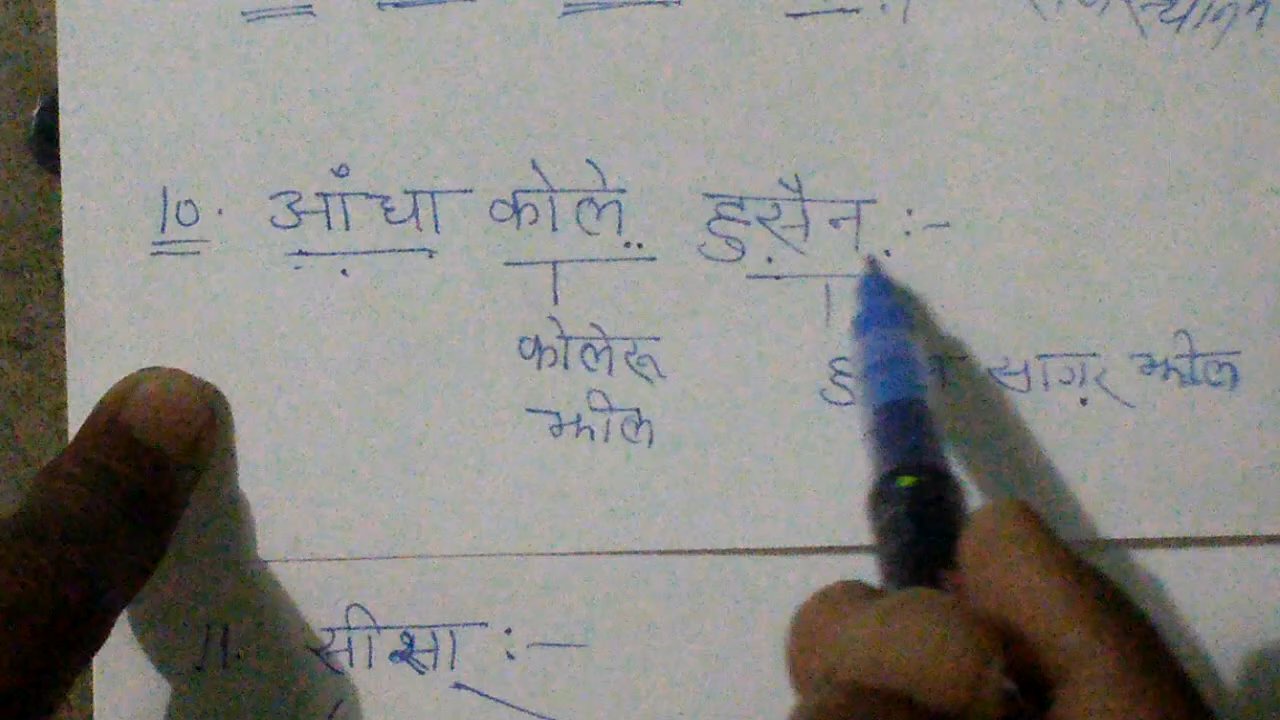 10. आंधा कोले हुसैन :-
कोलेरू
झील
सागर झील
11. सीसा :-